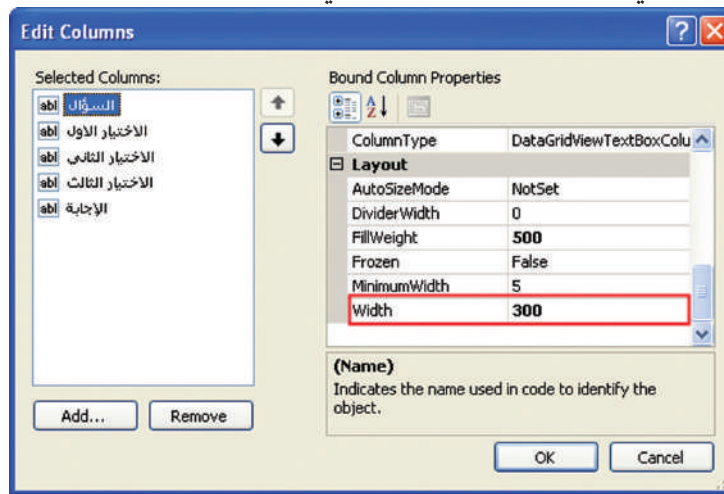 Edit Columns
Selected Columns:
السؤال
الاختيار الاول
الاختيار الثانى
الاختيار الثالث
الإجابة
Add...
Remove
Bound Column Properties
ColumnType DataGridViewTextBoxColu
Layout
AutoSizeMode NotSet
DividerWidth 0
FillWeight 500
Frozen False
MinimumWidth 5
Width 300
(Name)
Indicates the name used in code to identify the
object.
OK
Cancel